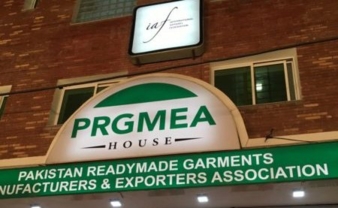 iaf
PRGMEA
HOUSE
PAKISTAN READYMADE GARMENTS
NUFACTURERS & EXPORTERS ASSOCIATION